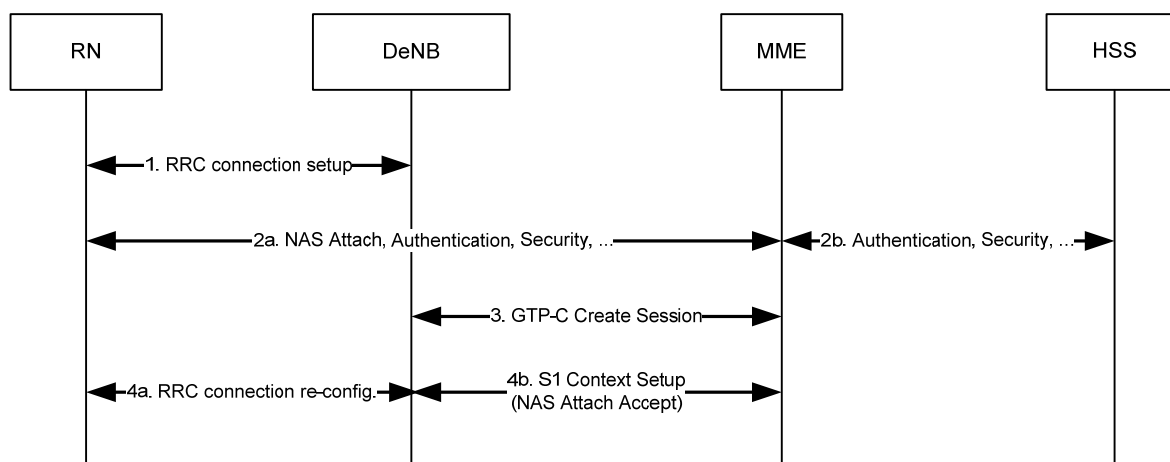 RN
DeNB
MME
HSS
1. RRC connection setup
2a. NAS Attach, Authentication, Security, ...
2b. Authentication, Security, ...
3. GTP-C Create Session
4a. RRC connection re-config.
4b. S1 Context Setup
(NAS Attach Accept)